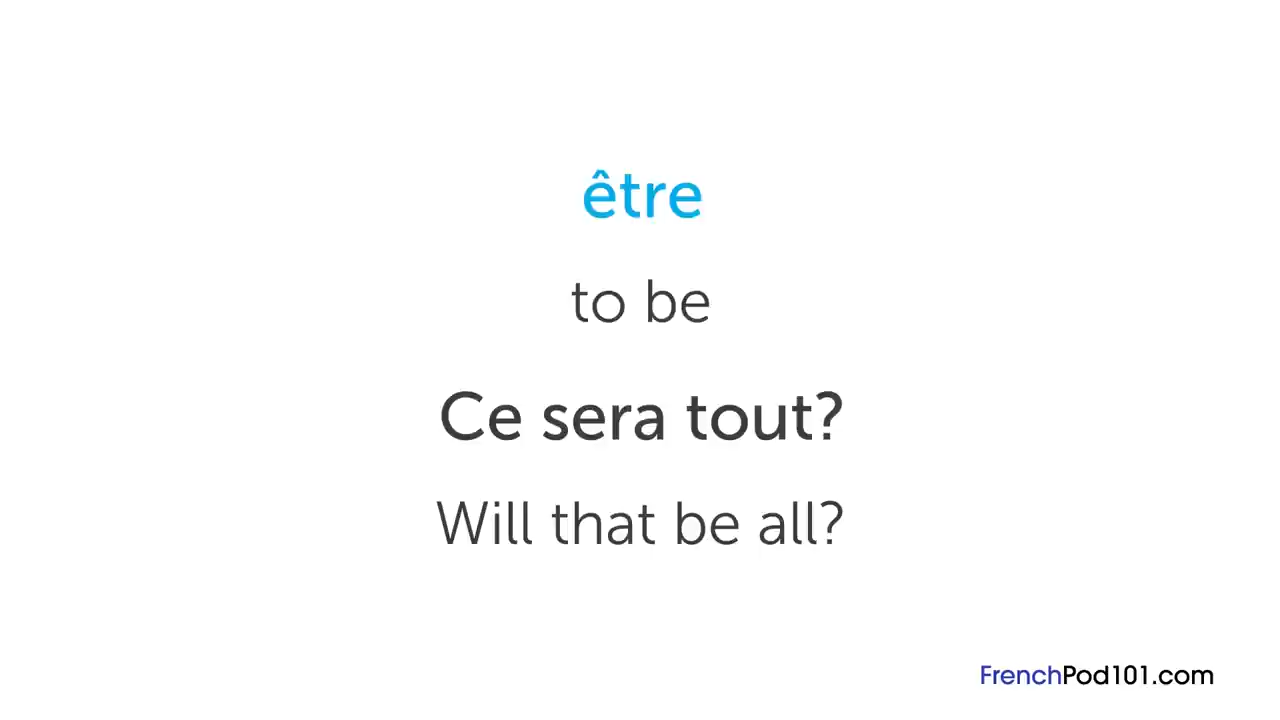 être
to be
Ce sera tout?
Will that be all?
FrenchPod101.com